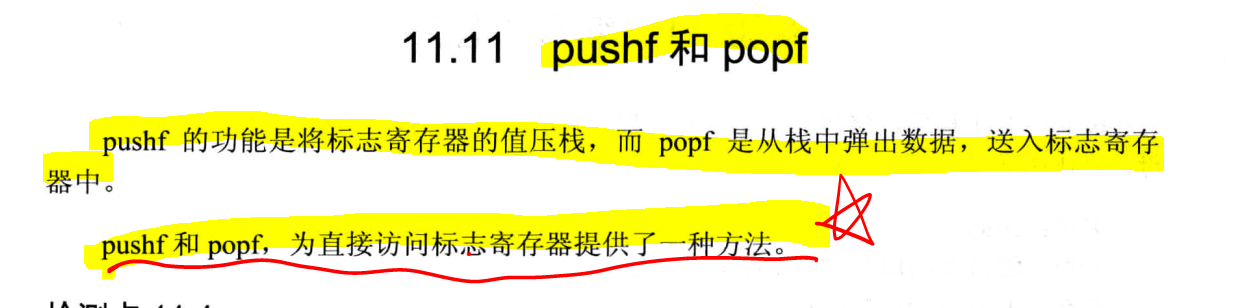 11.11 pushf 和 popf
pushf 的功能是将标志寄存器的值压栈，而 popf 是从栈中弹出数据，送入标志寄存
器中。
pushf 和 popf，为直接访问标志寄存器提供了一种方法。